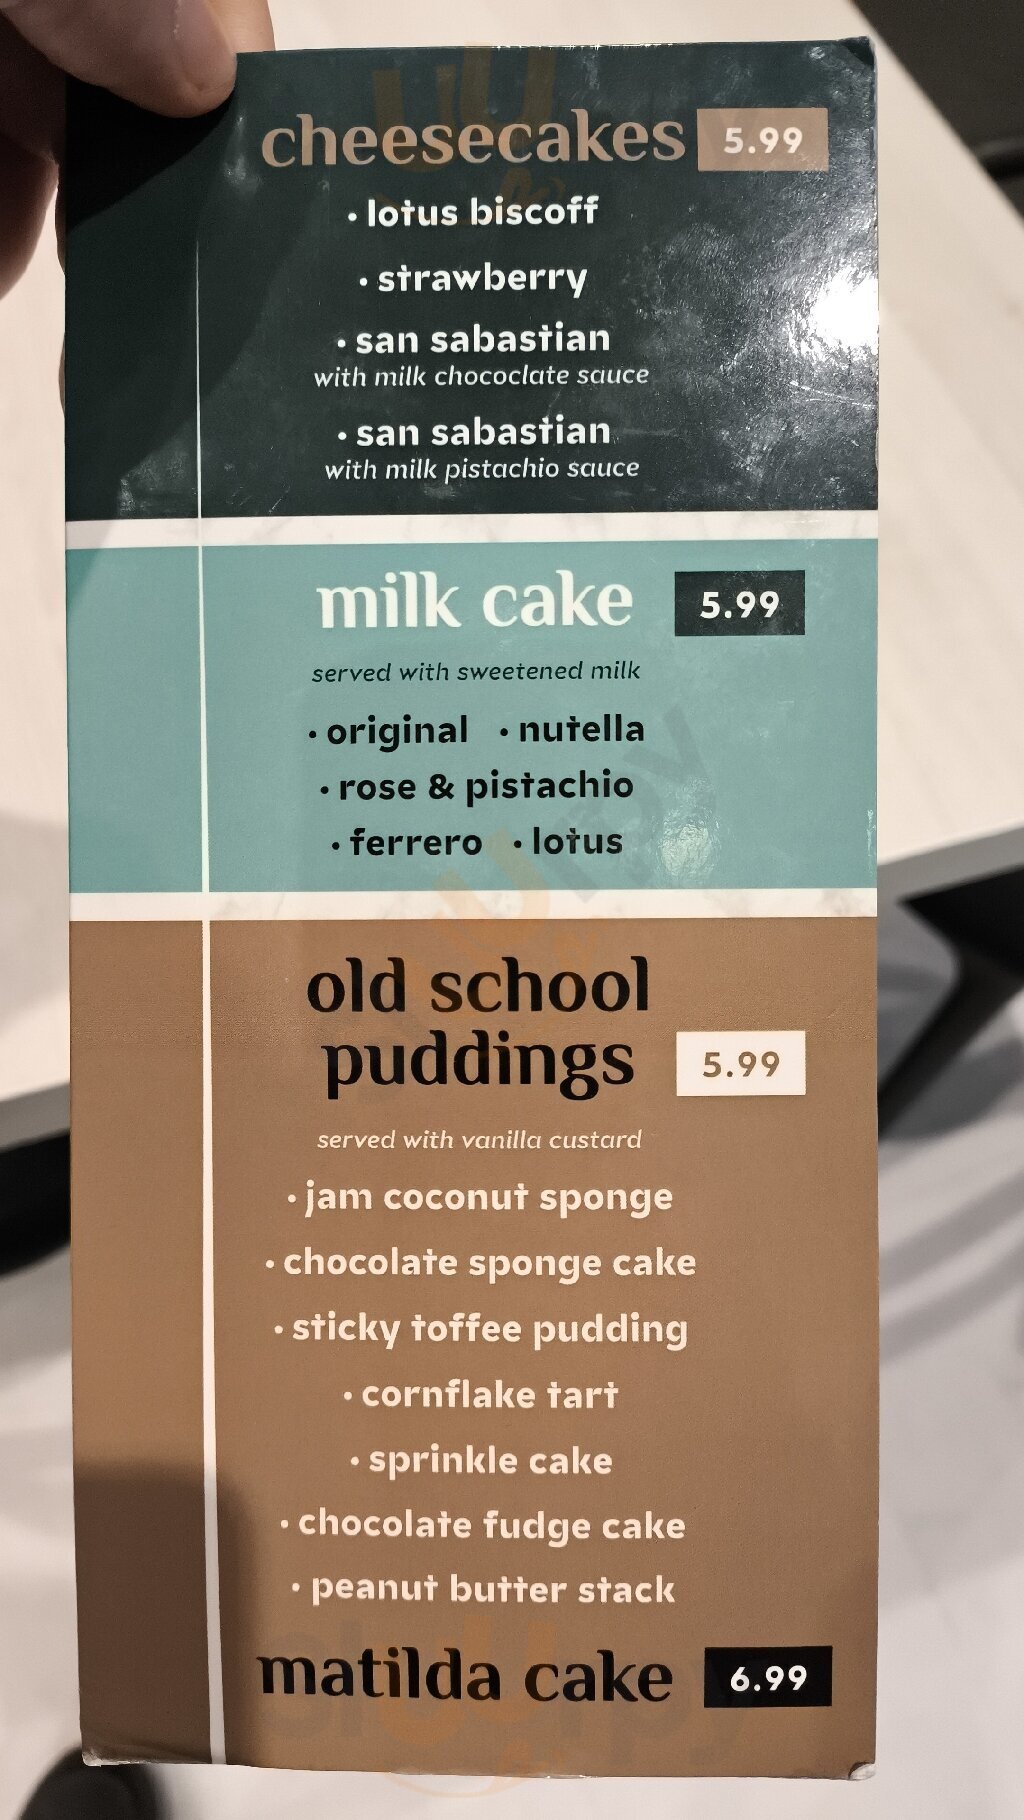 cheesecakes 5.99
• lotus biscoff
• strawberry
• san sabastian
with milk chococlate sauce
• san sabastian
with milk pistachio sauce
milk cake 5.99
served with sweetened milk
• original • nutella
• rose & pistachio
• ferrero • lotus
old school
puddings 5.99
served with vanilla custard
• jam coconut sponge
• chocolate sponge cake
• sticky toffee pudding
• cornflake tart
• sprinkle cake
• chocolate fudge cake
• peanut butter stack
matilda cake 6.99